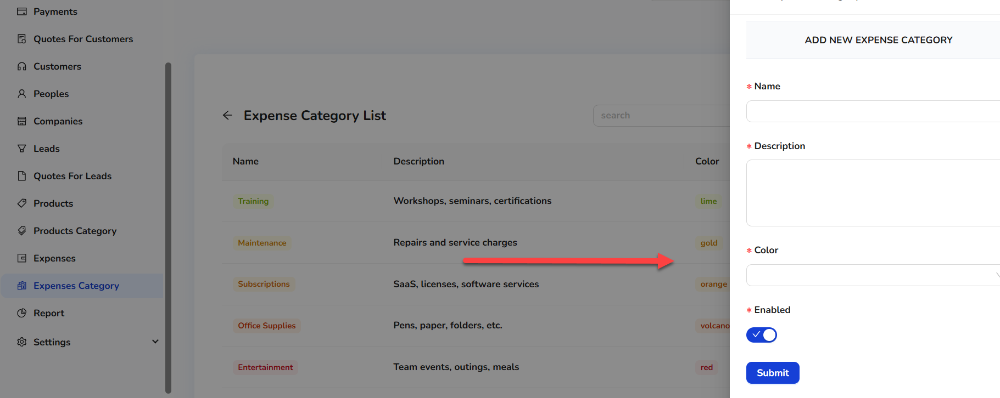 Payments
Quotes For Customers
Customers
Peoples
Companies
Leads
Quotes For Leads
Products
Products Category
Expenses
Expenses Category
Report
Settings
Expense Category List
search
Name Description Color
Training Workshops, seminars, certifications lime
Maintenance Repairs and service charges gold
Subscriptions SaaS, licenses, software services orange
Office Supplies Pens, paper, folders, etc. volcano
Entertainment Team events, outings, meals red
ADD NEW EXPENSE CATEGORY
* Name
* Description
* Color
* Enabled
Submit